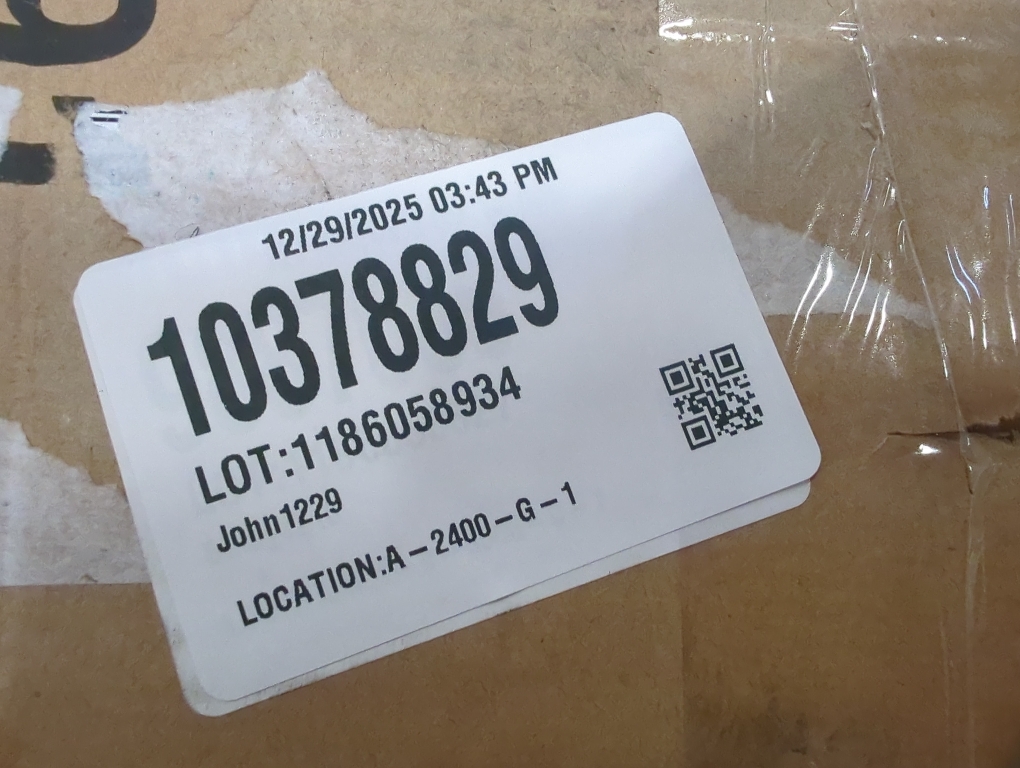 12/29/2025 03:43 PM
10378829
LOT:1186058934
John1229
LOCATION:A-2400-G-1